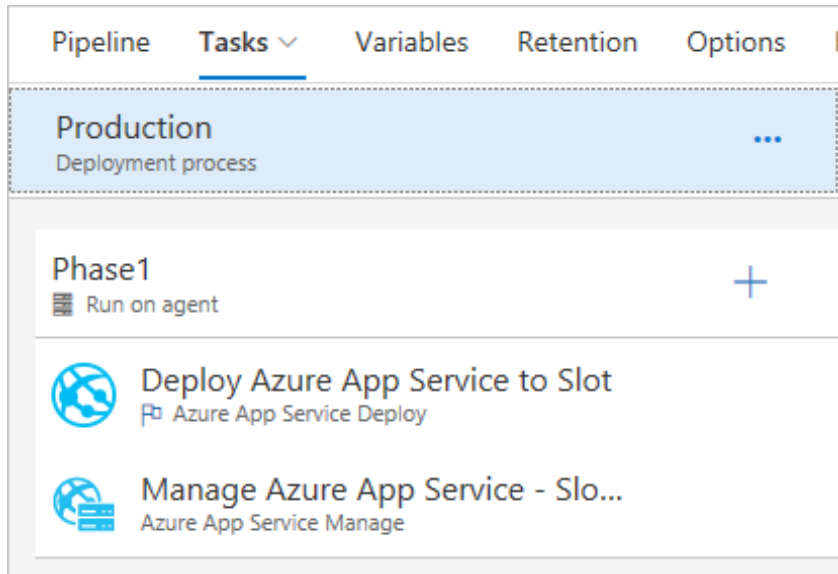 Pipeline Tasks Variables Retention Options
Production
Deployment process
Phase1
Run on agent
Deploy Azure App Service to Slot
Azure App Service Deploy
Manage Azure App Service - Slo...
Azure App Service Manage